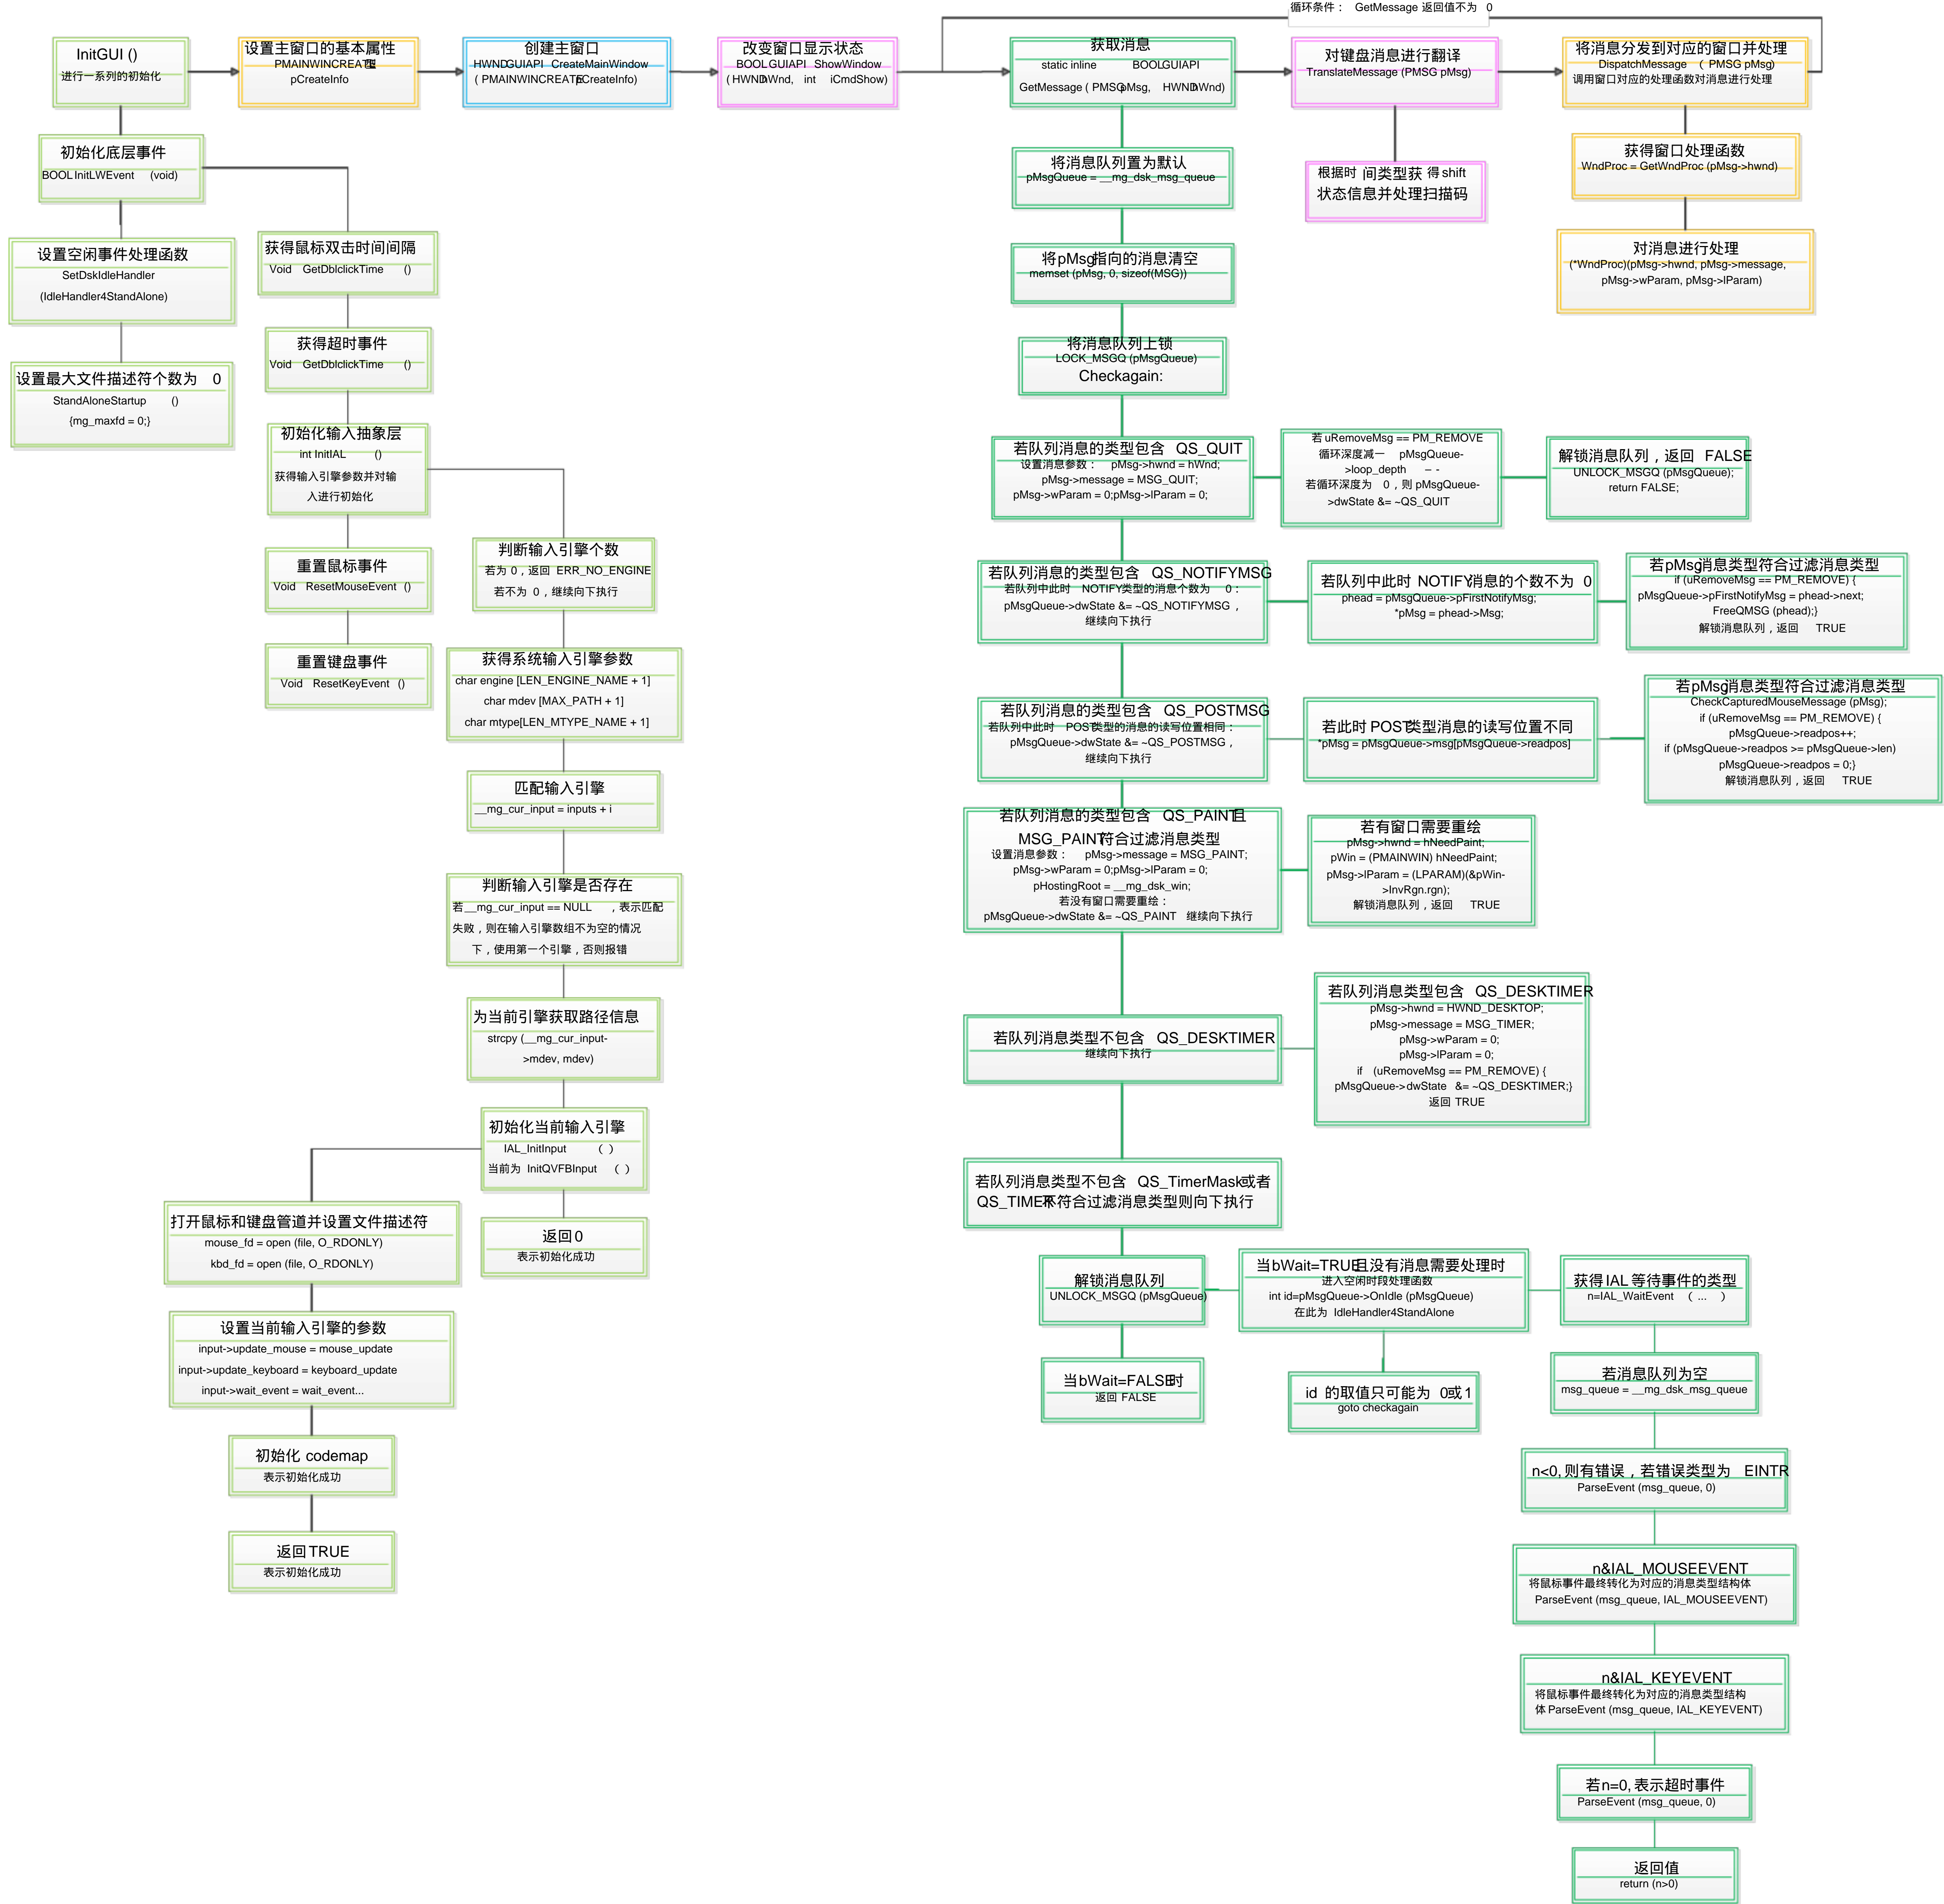 循环条件： GetMessage 返回值不为 0
InitGUI ()
进行一系列的初始化
设置主窗口的基本属性
PMAINWINCREATE型
pCreateInfo
创建主窗口
HWND GUIAPI CreateMainWindow
( PMAINWINCREATE pCreateInfo)
改变窗口显示状态
BOOL GUIAPI ShowWindow
( HWND hWnd, int iCmdShow)
获取消息
static inline BOOL GUIAPI
GetMessage ( PMSG pMsg, HWND hWnd)
对键盘消息进行翻译
TranslateMessage (PMSG pMsg)
将消息分发到对应的窗口并处理
DispatchMessage ( PMSG pMsg)
调用窗口对应的处理函数对消息进行处理
初始化底层事件
BOOL InitLWEvent (void)
设置空闲事件处理函数
SetDskIdleHandler
(IdleHandler4StandAlone)
设置最大文件描述符个数为 0
StandAloneStartup ()
{mg_maxfd = 0;}
获得鼠标双击时间间隔
Void GetDblclickTime ()
获得超时事件
Void GetDblclickTime ()
初始化输入抽象层
int InitIAL ()
获得输入引擎参数并对输
入进行初始化
重置鼠标事件
Void ResetMouseEvent ()
重置键盘事件
Void ResetKeyEvent ()
判断输入引擎个数
若为 0，返回 ERR_NO_ENGINE
若不为 0，继续向下执行
获得系统输入引擎参数
char engine [LEN_ENGINE_NAME + 1]
char mdev [MAX_PATH + 1]
char mtype[LEN_MTYPE_NAME + 1]
匹配输入引擎
__mg_cur_input = inputs + i
判断输入引擎是否存在
若__mg_cur_input == NULL ，表示匹配
失败，则在输入引擎数组不为空的情况
下，使用第一个引擎，否则报错
为当前引擎获取路径信息
strcpy (__mg_cur_input-
>mdev, mdev)
初始化当前输入引擎
IAL_InitInput （ ）
当前为 InitQVFBInput （ ）
返回0
表示初始化成功
打开鼠标和键盘管道并设置文件描述符
mouse_fd = open (file, O_RDONLY)
kbd_fd = open (file, O_RDONLY)
设置当前输入引擎的参数
input->update_mouse = mouse_update
input->update_keyboard = keyboard_update
input->wait_event = wait_event...
初始化 codemap
表示初始化成功
返回TRUE
表示初始化成功
将消息队列置为默认
pMsgQueue = __mg_dsk_msg_queue
将pMsg指向的消息清空
memset (pMsg, 0, sizeof(MSG))
将消息队列上锁
LOCK_MSGQ (pMsgQueue)
Checkagain:
若队列消息的类型包含 QS_QUIT
设置消息参数： pMsg->hwnd = hWnd;
pMsg->message = MSG_QUIT;
pMsg->wParam = 0;pMsg->lParam = 0;
若uRemoveMsg == PM_REMOVE
循环深度减一 pMsgQueue-
>loop_depth – -
若循环深度为 0，则 pMsgQueue-
>dwState &= ~QS_QUIT
解锁消息队列，返回 FALSE
UNLOCK_MSGQ (pMsgQueue);
return FALSE;
若队列消息的类型包含 QS_NOTIFYMSG
若队列中此时 NOTIFY类型的消息个数为 0：
pMsgQueue->dwState &= ~QS_NOTIFYMSG ，
继续向下执行
若队列中此时 NOTIFY消息的个数不为 0
phead = pMsgQueue->pFirstNotifyMsg;
*pMsg = phead->Msg;
若pMsg消息类型符合过滤消息类型
if (uRemoveMsg == PM_REMOVE) {
pMsgQueue->pFirstNotifyMsg = phead->next;
FreeQMSG (phead);}
解锁消息队列，返回 TRUE
若队列消息的类型包含 QS_POSTMSG
若队列中此时 POST类型的消息的读写位置相同：
pMsgQueue->dwState &= ~QS_POSTMSG ，
继续向下执行
若此时POST类型消息的读写位置不同
*pMsg = pMsgQueue->msg[pMsgQueue->readpos]
若pMsg消息类型符合过滤消息类型
CheckCapturedMouseMessage (pMsg);
if (uRemoveMsg == PM_REMOVE) {
pMsgQueue->readpos++;
if (pMsgQueue->readpos >= pMsgQueue->len)
pMsgQueue->readpos = 0;}
解锁消息队列，返回 TRUE
若队列消息的类型包含 QS_PAINT且
MSG_PAINT符合过滤消息类型
设置消息参数： pMsg->message = MSG_PAINT;
pMsg->wParam = 0;pMsg->lParam = 0;
pHostingRoot = __mg_dsk_win;
若没有窗口需要重绘：
pMsgQueue->dwState &= ~QS_PAINT 继续向下执行
若有窗口需要重绘
pMsg->hwnd = hNeedPaint;
pWin = (PMAINWIN) hNeedPaint;
pMsg->lParam = (LPARAM)(&pWin-
>InvRgn.rgn);
解锁消息队列，返回 TRUE
若队列消息类型不包含 QS_DESKTIMER
继续向下执行
若队列消息类型包含 QS_DESKTIMER
pMsg->hwnd = HWND_DESKTOP;
pMsg->message = MSG_TIMER;
pMsg->wParam = 0;
pMsg->lParam = 0;
if (uRemoveMsg == PM_REMOVE) {
pMsgQueue->dwState &= ~QS_DESKTIMER;}
返回 TRUE
若队列消息类型不包含 QS_TimerMask或者
QS_TIMER不符合过滤消息类型则向下执行
解锁消息队列
UNLOCK_MSGQ (pMsgQueue)
当bWait=FALSE时
返回 FALSE
当bWait=TRUE且没有消息需要处理时
进入空闲时段处理函数
int id=pMsgQueue->OnIdle (pMsgQueue)
在此为 IdleHandler4StandAlone
id 的取值只可能为 0或1
goto checkagain
获得IAL等待事件的类型
n=IAL_WaitEvent （ ... ）
若消息队列为空
msg_queue = __mg_dsk_msg_queue
n<0,则有错误，若错误类型为 EINTR
ParseEvent (msg_queue, 0)
n&IAL_MOUSEEVENT
将鼠标事件最终转化为对应的消息类型结构体
ParseEvent (msg_queue, IAL_MOUSEEVENT)
n&IAL_KEYEVENT
将鼠标事件最终转化为对应的消息类型结构
体ParseEvent (msg_queue, IAL_KEYEVENT)
若n=0,表示超时事件
ParseEvent (msg_queue, 0)
返回值
return (n>0)
根据时 间类型获 得shift
状态信息并处理扫描码
获得窗口处理函数
WndProc = GetWndProc (pMsg->hwnd)
对消息进行处理
(*WndProc)(pMsg->hwnd, pMsg->message,
pMsg->wParam, pMsg->lParam)